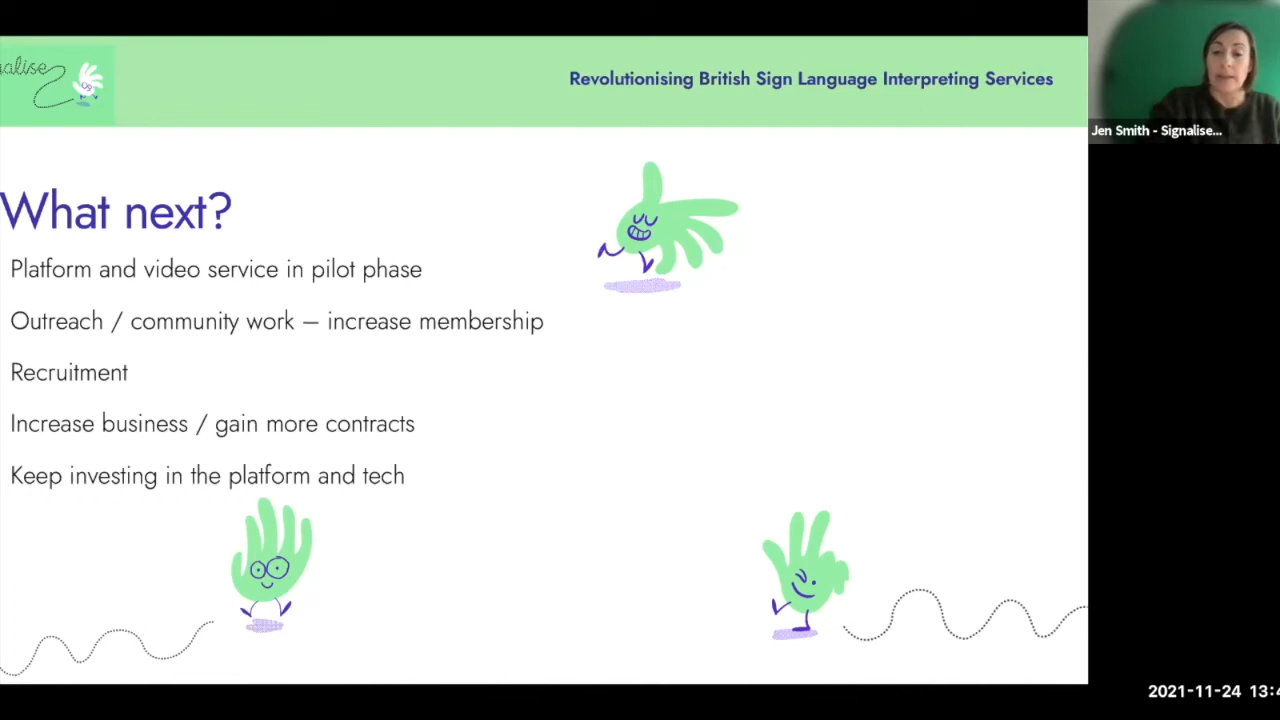 Revolutionising British Sign Language Interpreting Services
Jen Smith - Signalise...
What next?
Platform and video service in pilot phase
Outreach / community work – increase membership
Recruitment
Increase business / gain more contracts
Keep investing in the platform and tech
2021-11-24